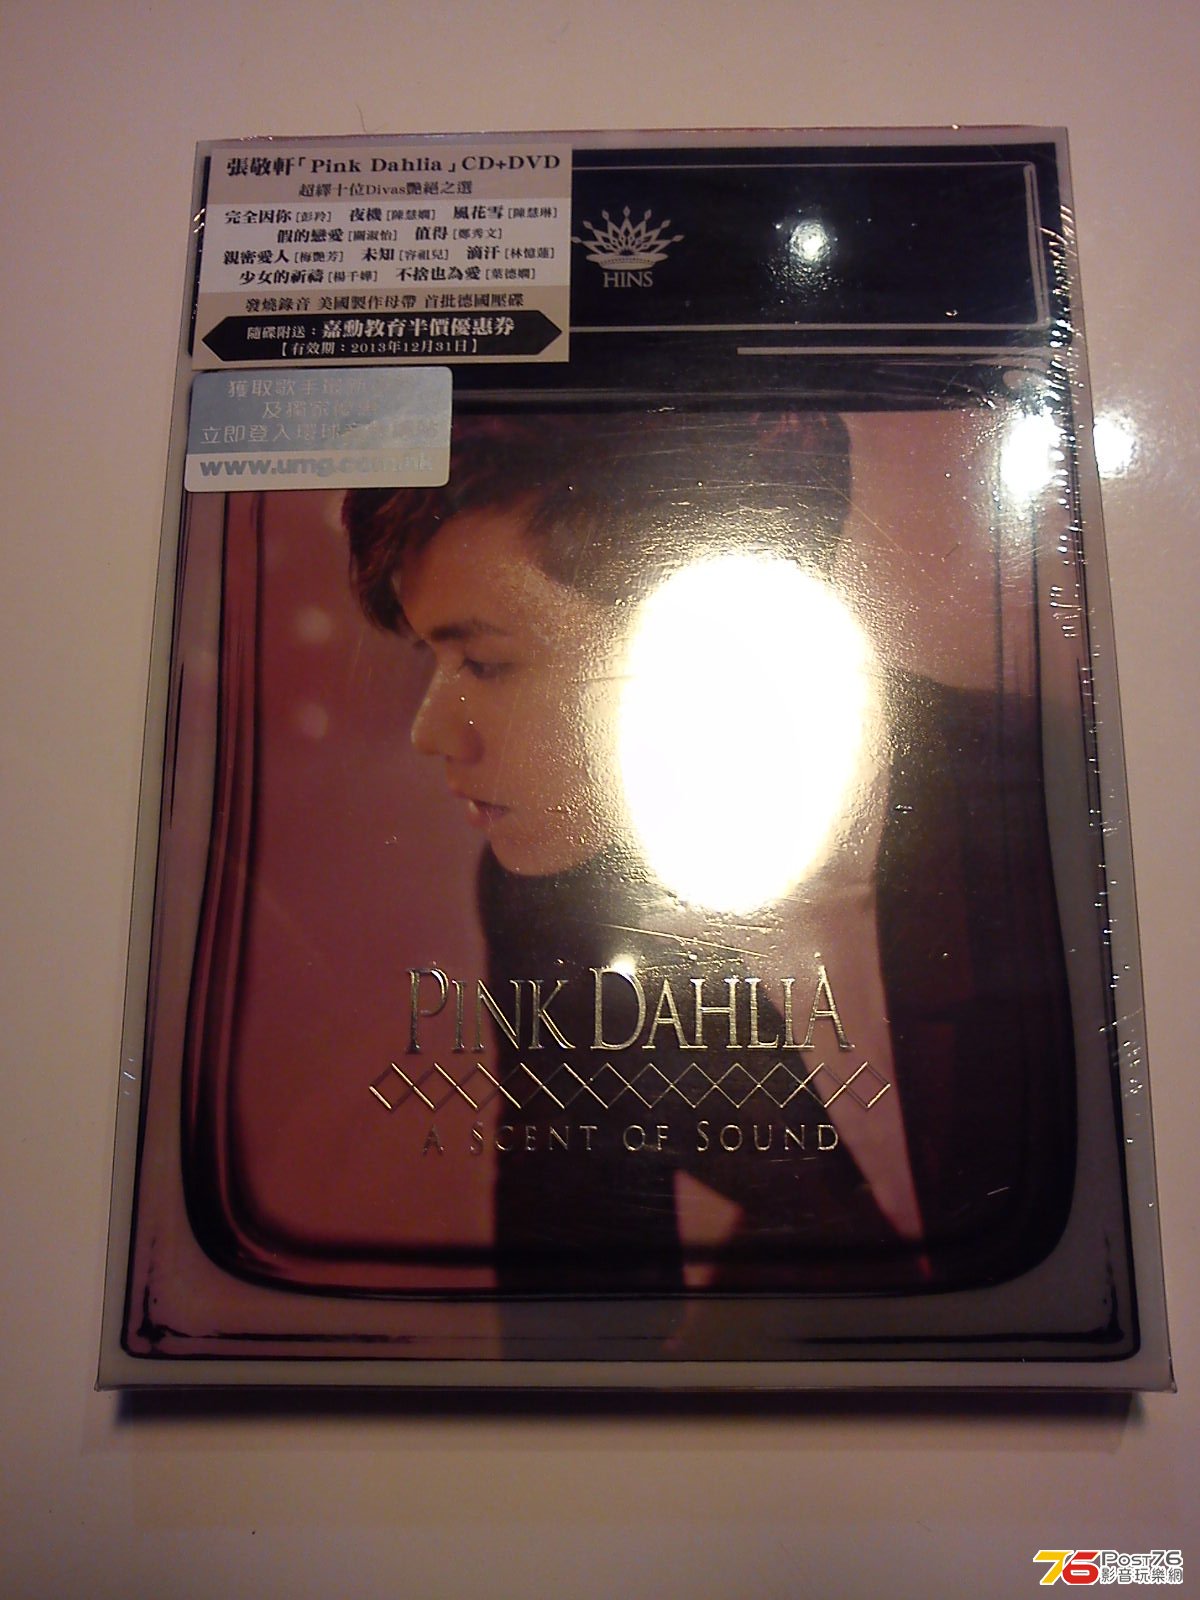 張敬軒「Pink Dahlia」CD+DVD
超繹十位Divas艷絕之選
完全因你 [彭羚] 夜機 [陳慧嫻] 風花雪 [陳慧琳]
假的戀愛 [關淑怡] 值得 [鄭秀文]
親密愛人 [梅艷芳] 未知 [容祖兒] 滴汗 [林憶蓮]
少女的祈禱 [楊千嬅] 不捨也為愛 [葉德嫻]
發燒錄音 美國製作母帶 首批德國壓碟
隨碟附送：嘉勳教育半價優惠券
【有效期：2013年12月31日】
獲取歌手最新
及獨家優惠
立即登入環球
www.umg.com.hk
HINS
PINK DAHLIA
A SCENT OF SOUND
76 POST76
影音玩樂網